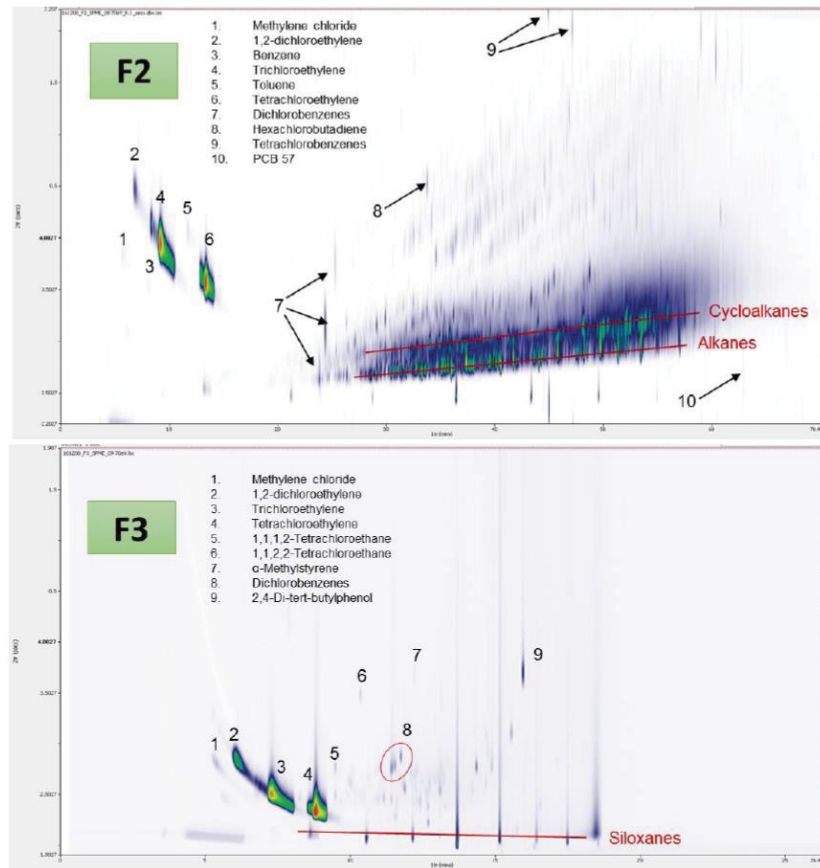 F2
1. Methylene chloride
2. 1,2-dichloroethylene
3. Benzene
4. Trichloroethylene
5. Toluene
6. Tetrachloroethylene
7. Dichlorobenzenes
8. Hexachlorobutadiene
9. Tetrachlorobenzenes
10. PCB 57
9
2
4
5
8
1
3
6
7
Cycloalkanes
Alkanes
10
F3
1. Methylene chloride
2. 1,2-dichloroethylene
3. Trichloroethylene
4. Tetrachloroethylene
5. 1,1,1,2-Tetrachloroethane
6. 1,1,2,2-Tetrachloroethane
7. α-Methylstyrene
8. Dichlorobenzenes
9. 2,4-Di-tert-butylphenol
7
9
6
1
2
8
3
4
5
Siloxanes